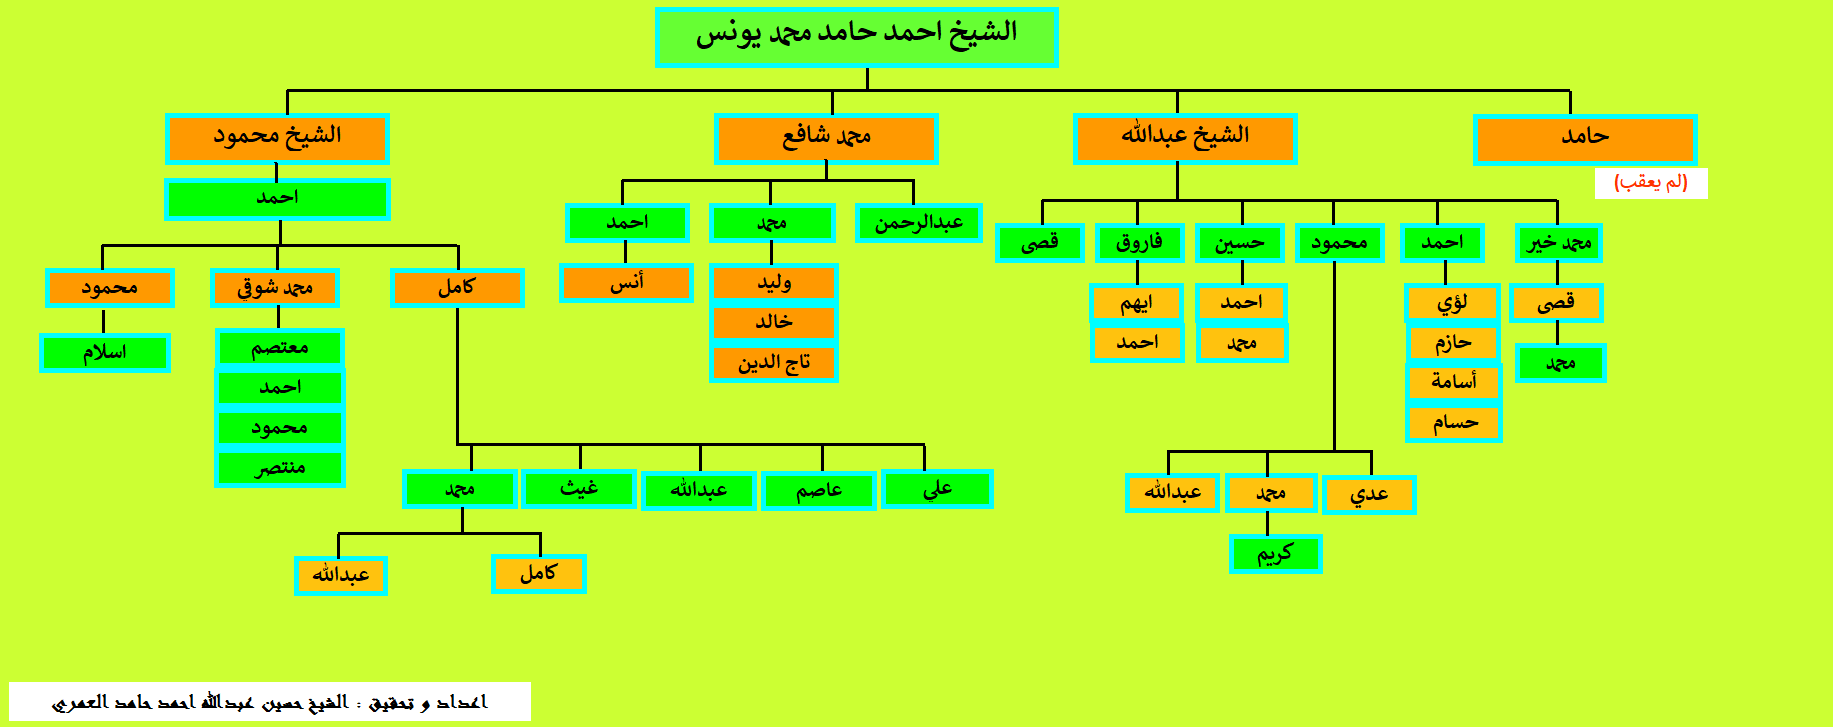 الشيخ احمد حامد محمد يونس
حامد
الشيخ عبدالله
محمد شافع
الشيخ محمود
(لم يعقب)
احمد
محمد خير
احمد
محمود
حسين
فاروق
قصى
عبدالرحمن
محمد
احمد
كامل
محمد شوقي
محمود
قصى
لؤي
احمد
ايهم
وليد
أنس
محمد
حازم
محمد
احمد
خالد
معتصم
اسلام
أسامة
تاج الدين
احمد
حسام
محمود
منتصر
عدي
محمد
عبدالله
على
عاصم
عبدالله
غيث
محمد
كريم
كامل
عبدالله
اعداد و تحقيق : الشيخ حسين عبدالله احمد حامد العمري